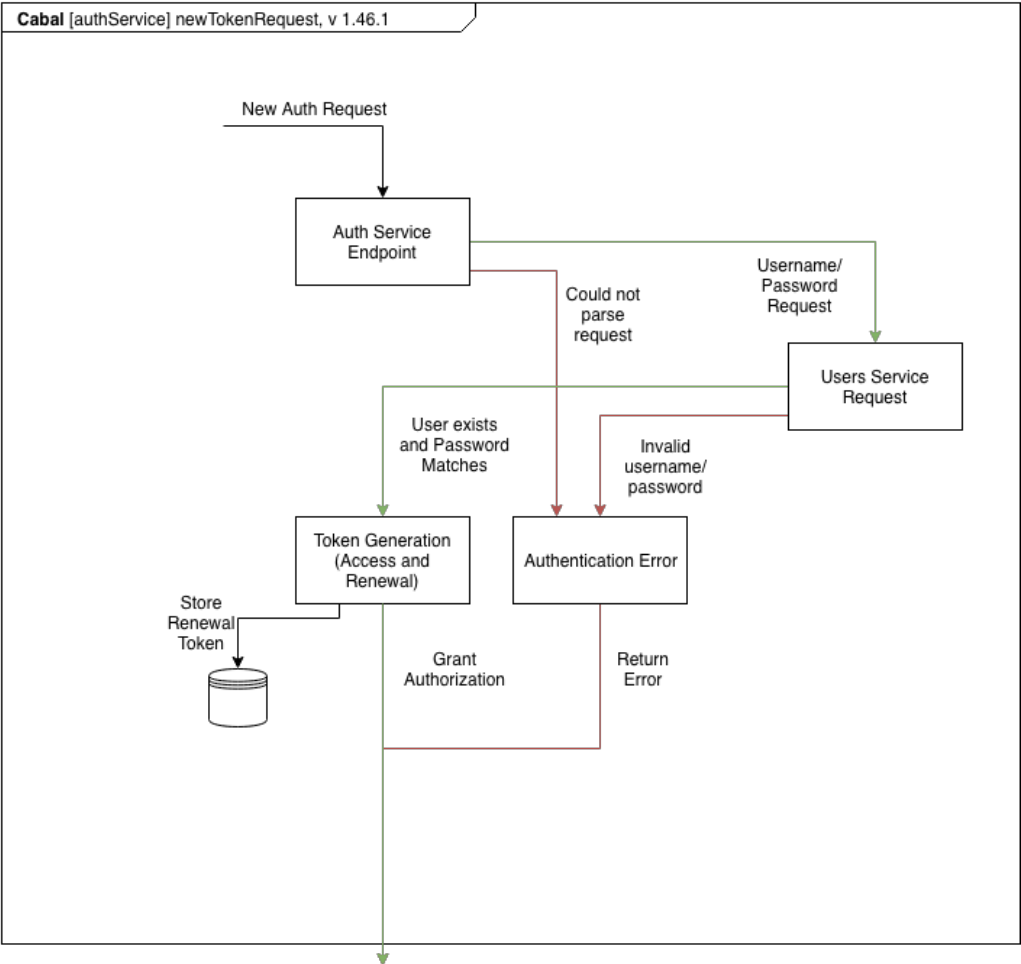 Cabal [authService] newTokenRequest, v 1.46.1
New Auth Request
Auth Service
Endpoint
Could not
parse
request
Username/
Password
Request
Users Service
Request
User exists
and Password
Matches
Invalid
username/
password
Token Generation
(Access and
Renewal)
Authentication Error
Store
Renewal
Token
Grant
Authorization
Return
Error